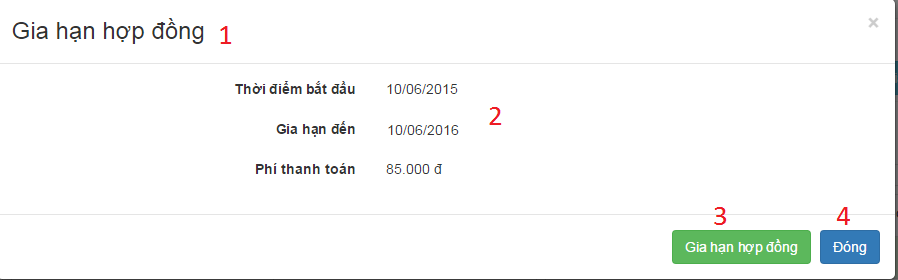 Gia hạn hợp đồng 1 ×
Thời điểm bắt đầu 10/06/2015
2
Gia hạn đến 10/06/2016
Phí thanh toán 85.000 đ
3 4
Gia hạn hợp đồng Đóng